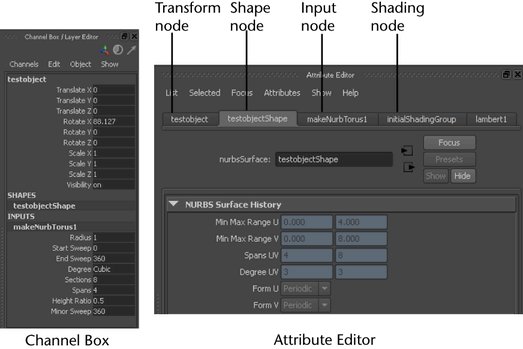 Transform node
Shape node
Input node
Shading node
Channel Box / Layer Editor
Channels Edit Object Show
testobject
Translate X 0
Translate Y 0
Translate Z 0
Rotate X 88.127
Rotate Y 0
Rotate Z 0
Scale X 1
Scale Y 1
Scale Z 1
Visibility on
SHAPES
testobjectShape
INPUTS
makeNurbTorus1
Radius 1
Start Sweep 0
End Sweep 360
Degree Cubic
Sections 8
Spans 4
Height Ratio 0.5
Minor Sweep 360
Channel Box
Attribute Editor
List Selected Focus Attributes Show Help
testobject testobjectShape makeNurbTorus1 initialShadingGroup lambert1
nurbsSurface: testobjectShape
Focus
Presets
Show Hide
NURBS Surface History
Min Max Range U 0.000 4.000
Min Max Range V 0.000 8.000
Spans UV 4 8
Degree UV 3 3
Form U Periodic
Form V Periodic
Attribute Editor